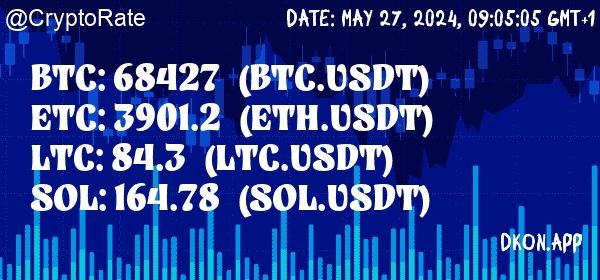 @CryptoRate
DATE: MAY 27, 2024, 09:05:05 GMT+1
BTC: 68427 (BTC.USDT)
ETC: 3901.2 (ETH.USDT)
LTC: 84.3 (LTC.USDT)
SOL: 164.78 (SOL.USDT)
DKON.APP